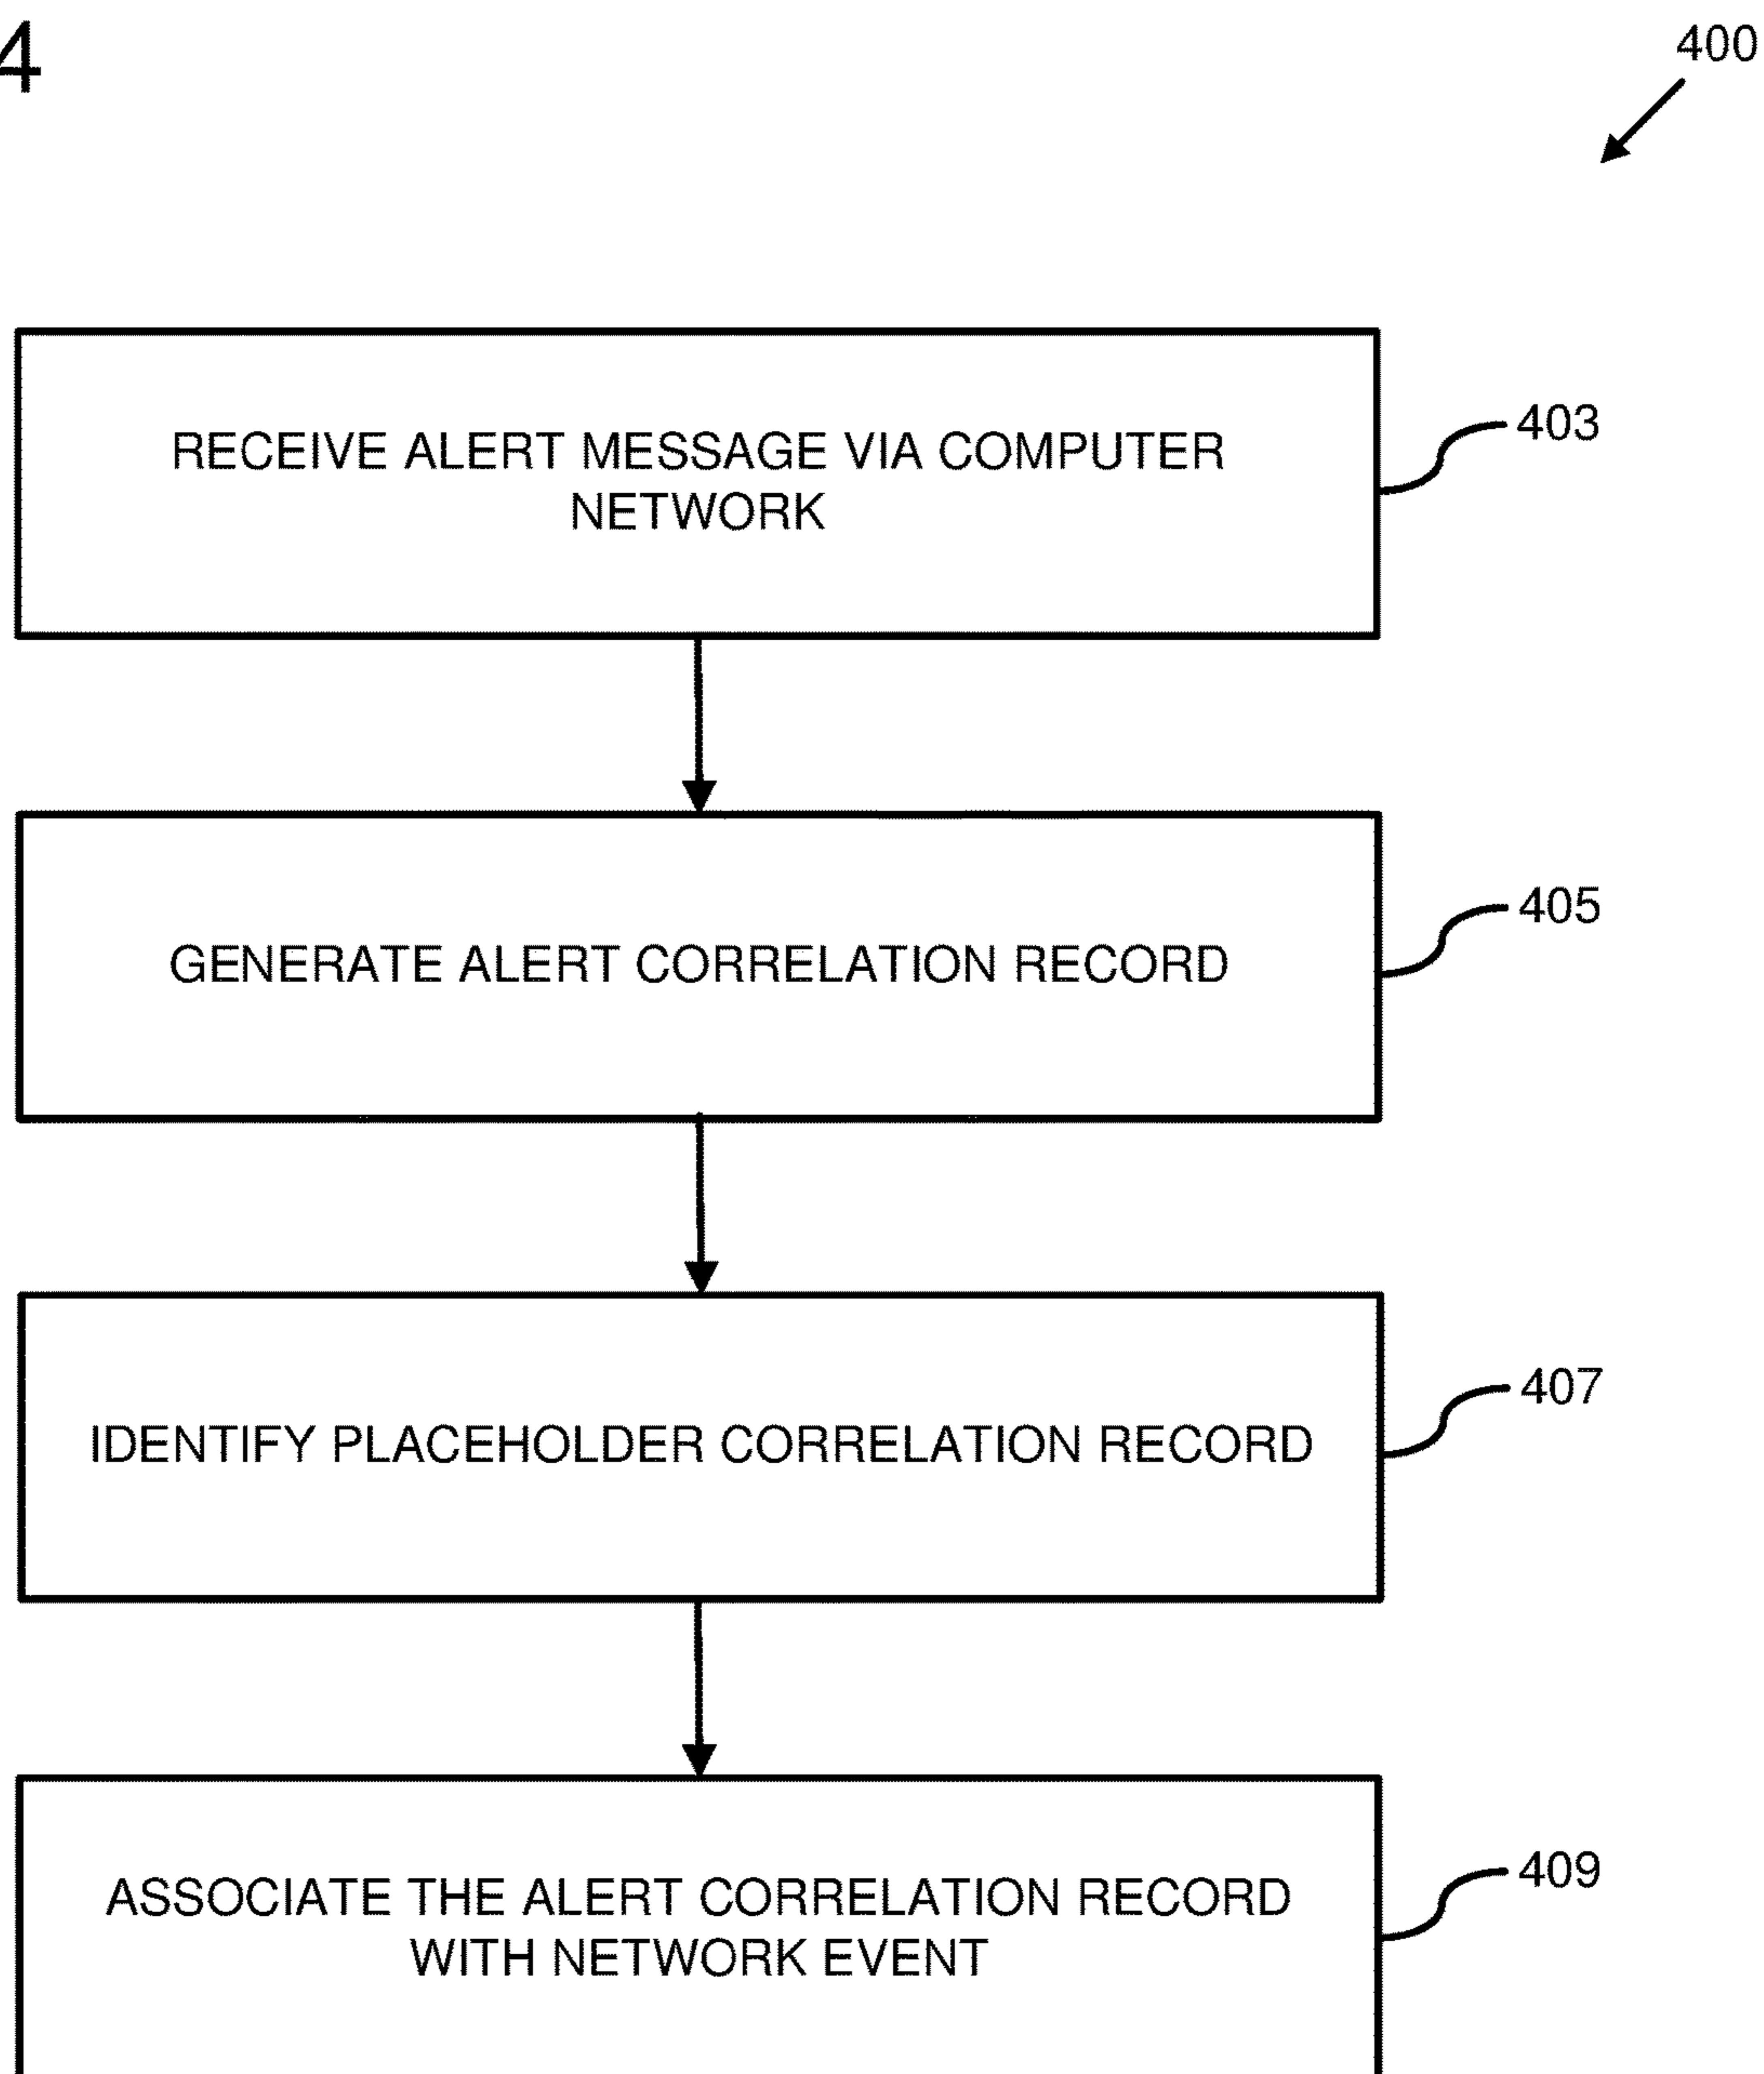 4
400
RECEIVE ALERT MESSAGE VIA COMPUTER
NETWORK
403
GENERATE ALERT CORRELATION RECORD
405
IDENTIFY PLACEHOLDER CORRELATION RECORD
407
ASSOCIATE THE ALERT CORRELATION RECORD
WITH NETWORK EVENT
409